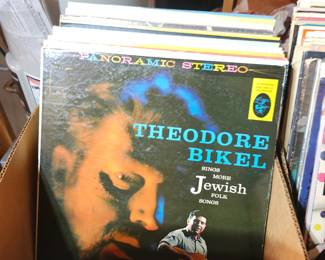 PANORAMIC STEREO
THEODORE
BIKEL
SINGS
MORE
Jewish
FOLK
SONGS